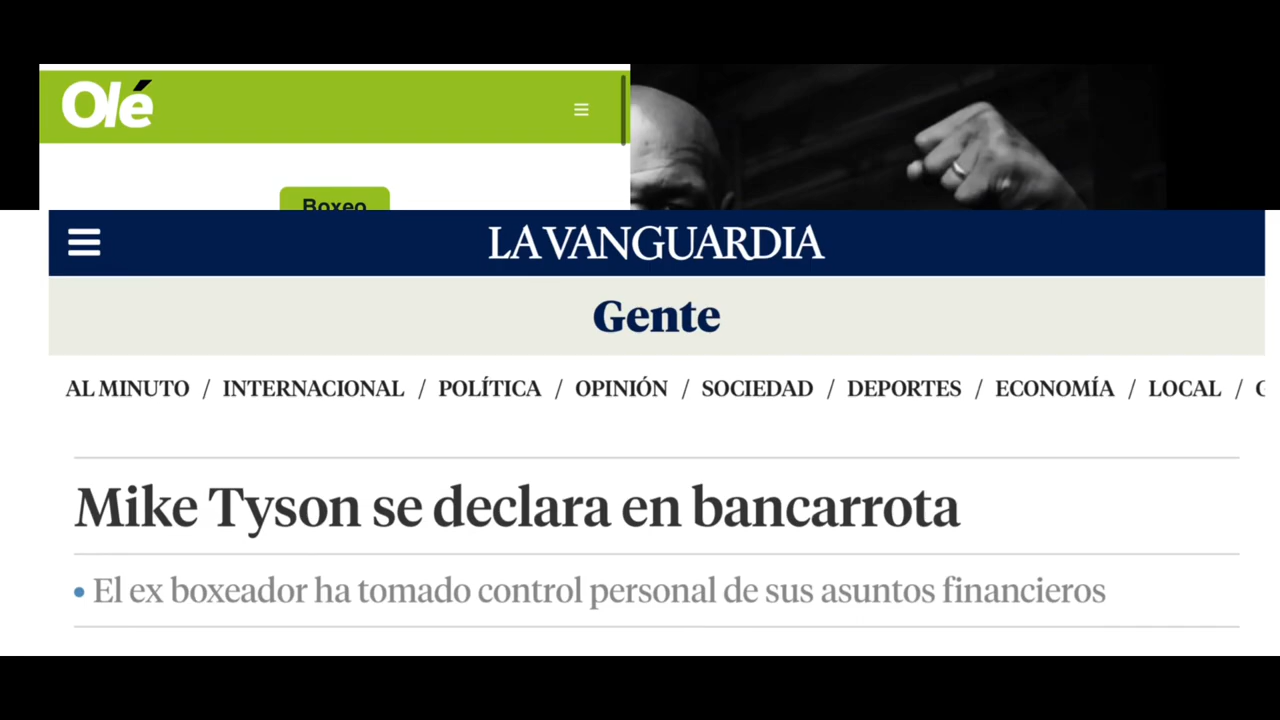 Olé
Boxeo
LA VANGUARDIA
Gente
AL MINUTO / INTERNACIONAL / POLÍTICA / OPINIÓN / SOCIEDAD / DEPORTES / ECONOMÍA / LOCAL /
Mike Tyson se declara en bancarrota
• El ex boxeador ha tomado control personal de sus asuntos financieros